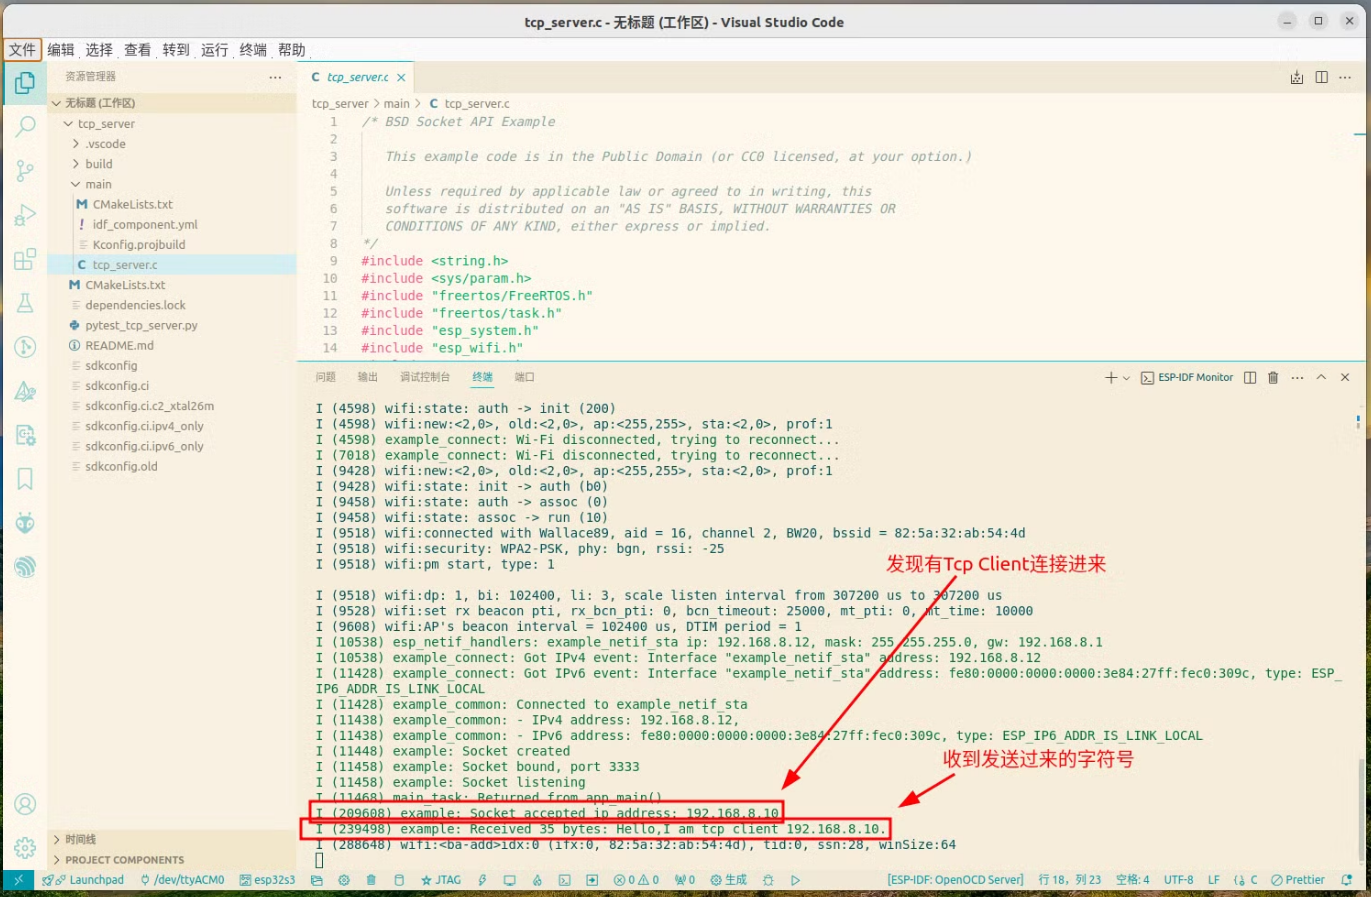 tcp_server.c - 无标题 (工作区) - Visual Studio Code
文件 编辑 选择 查看 转到 运行 终端 帮助
资源管理器
无标题 (工作区)
tcp_server
.vscode
build
main
CMakeLists.txt
idf_component.yml
Kconfig.projbuild
tcp_server.c
CMakeLists.txt
dependencies.lock
pytest_tcp_server.py
README.md
sdkconfig
sdkconfig.ci
sdkconfig.ci.c2_xtal26m
sdkconfig.ci.ipv4_only
sdkconfig.ci.ipv6_only
sdkconfig.old
时间线
PROJECT COMPONENTS
C tcp_server.c
tcp_server > main > C tcp_server.c
1 /* BSD Socket API Example
2
3 This example code is in the Public Domain (or CC0 licensed, at your option.)
4
5 Unless required by applicable law or agreed to in writing, this
6 software is distributed on an "AS IS" BASIS, WITHOUT WARRANTIES OR
7 CONDITIONS OF ANY KIND, either express or implied.
8 */
9 #include <string.h>
10 #include <sys/param.h>
11 #include "freertos/FreeRTOS.h"
12 #include "freertos/task.h"
13 #include "esp_system.h"
14 #include "esp_wifi.h"
问题 输出 调试控制台 终端 端口
ESP-IDF Monitor
I (4598) wifi:state: auth -> init (200)
I (4598) wifi:new:<2,0>, old:<2,0>, ap:<255,255>, sta:<2,0>, prof:1
I (4598) example_connect: Wi-Fi disconnected, trying to reconnect...
I (7018) example_connect: Wi-Fi disconnected, trying to reconnect...
I (9428) wifi:new:<2,0>, old:<2,0>, ap:<255,255>, sta:<2,0>, prof:1
I (9428) wifi:state: init -> auth (b0)
I (9458) wifi:state: auth -> assoc (0)
I (9458) wifi:state: assoc -> run (10)
I (9518) wifi:connected with Wallace89, aid = 16, channel 2, BW20, bssid = 82:5a:32:ab:54:4d
I (9518) wifi:security: WPA2-PSK, phy: bgn, rssi: -25
I (9518) wifi:pm start, type: 1
发现有Tcp Client连接进来
I (9518) wifi:dp: 1, bi: 102400, li: 3, scale listen interval from 307200 us to 307200 us
I (9528) wifi:set rx beacon pti, rx_bcn_pti: 0, bcn_timeout: 25000, mt_pti: 0, mt_time: 10000
I (9608) wifi:AP's beacon interval = 102400 us, DTIM period = 1
I (10538) esp_netif_handlers: example_netif_sta ip: 192.168.8.12, mask: 255.255.255.0, gw: 192.168.8.1
I (10538) example_connect: Got IPv4 event: Interface "example_netif_sta" address: 192.168.8.12
I (11428) example_connect: Got IPv6 event: Interface "example_netif_sta" address: fe80:0000:0000:0000:3e84:27ff:fec0:309c, type: ESP_
IP6_ADDR_IS_LINK_LOCAL
I (11428) example_common: Connected to example_netif_sta
I (11438) example_common: - IPv4 address: 192.168.8.12,
I (11438) example_common: - IPv6 address: fe80:0000:0000:0000:3e84:27ff:fec0:309c, type: ESP_IP6_ADDR_IS_LINK_LOCAL
I (11448) example: Socket created
收到发送过来的字符号
I (11458) example: Socket bound, port 3333
I (11458) example: Socket listening
I (11468) main_task: Returned from app_main()
I (209608) example: Socket accepted ip address: 192.168.8.10
I (239498) example: Received 35 bytes: Hello,I am tcp client 192.168.8.10.
I (288648) wifi:<ba-add>idx:0 (ifx:0, 82:5a:32:ab:54:4d), tid:0, ssn:28, winSize:64
Launchpad /dev/ttyACM0 esp32s3 JTAG 0 0 0 生成 [ESP-IDF: OpenOCD Server] 行 18，列 23 空格: 4 UTF-8 LF C Prettier